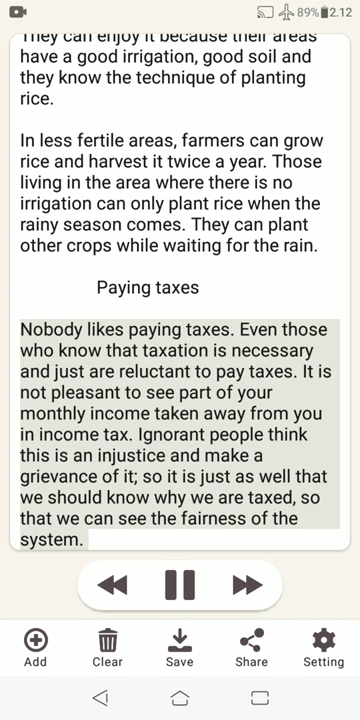 89% 2.12
They can enjoy it because their areas
have a good irrigation, good soil and
they know the technique of planting
rice.
In less fertile areas, farmers can grow
rice and harvest it twice a year. Those
living in the area where there is no
irrigation can only plant rice when the
rainy season comes. They can plant
other crops while waiting for the rain.
Paying taxes
Nobody likes paying taxes. Even those
who know that taxation is necessary
and just are reluctant to pay taxes. It is
not pleasant to see part of your
monthly income taken away from you
in income tax. Ignorant people think
this is an injustice and make a
grievance of it; so it is just as well that
we should know why we are taxed, so
that we can see the fairness of the
system.
Add Clear Save Share Setting